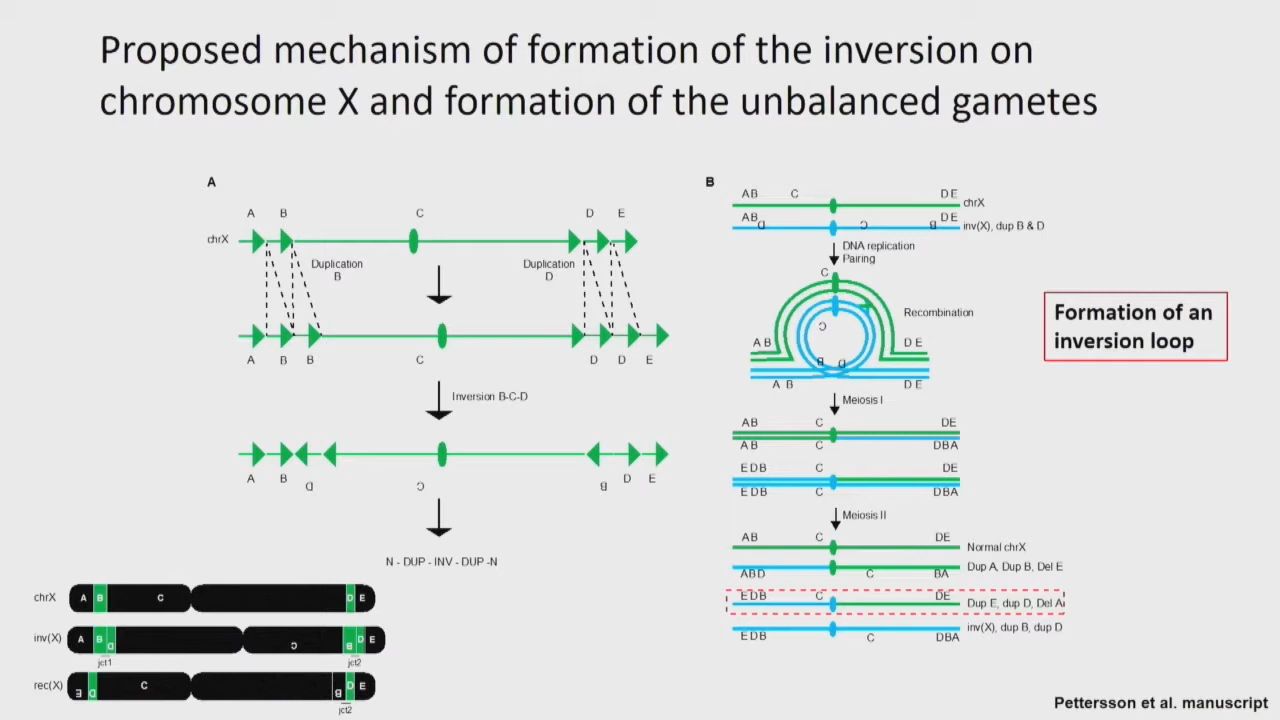 Proposed mechanism of formation of the inversion on
chromosome X and formation of the unbalanced gametes
A
A B C D E
chrX
Duplication
B
Duplication
D
A B B C D D E
Inversion B-C-D
A B D C B D E
N - DUP - INV - DUP -N
chrX A B C D E
inv(X) A B D C B D E
jct1 jct2
rec(X) E D C B D E
jct2
B
AB C DE
chrX
AB D C B DE
inv(X), dup B & D
DNA replication
Pairing
C
Recombination
C
A B B D D E
A B D E
Meiosis I
AB C DE
AB C DBA
EDB C DE
EDB C DBA
Meiosis II
AB C DE
Normal chrX
Dup A, Dup B, Del E
ABD C BA
EDB C DE
Dup E, dup D, Del A
inv(X), dup B, dup D
EDB C DBA
Formation of an
inversion loop
Pettersson et al. manuscript